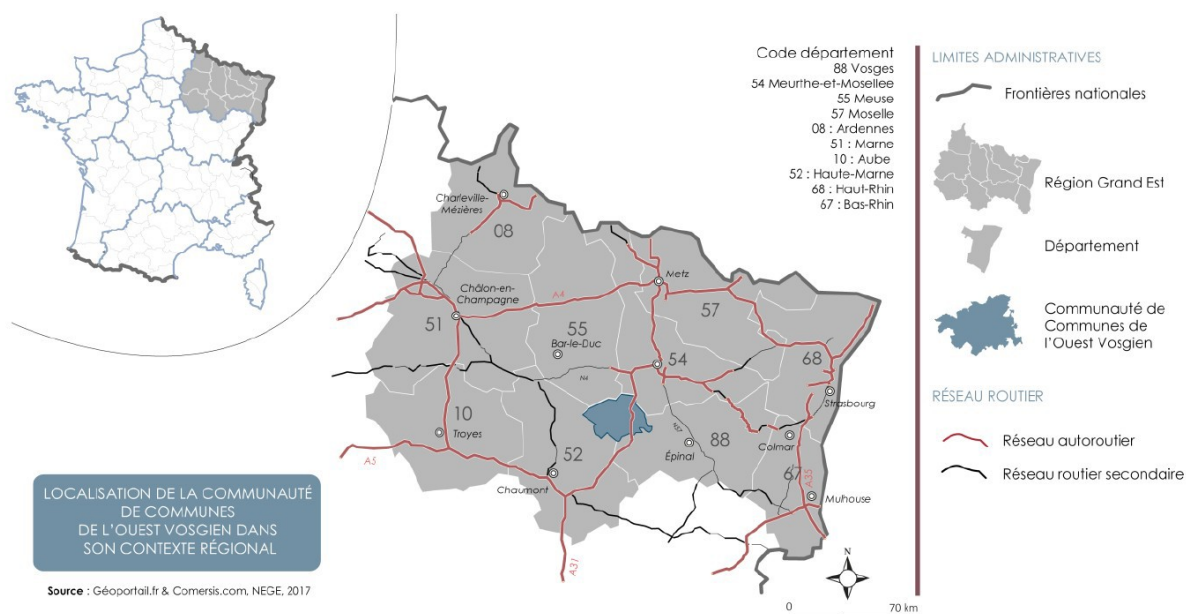 Code département
88 Vosges
54 Meurthe-et-Mosellee
55 Meuse
57 Moselle
08 : Ardennes
51 : Marne
10 : Aube
52 : Haute-Marne
68 : Haut-Rhin
67 : Bas-Rhin
LIMITES ADMINISTRATIVES
Frontières nationales
Région Grand Est
Département
Communauté de
Communes de
l'Ouest Vosgien
RÉSEAU ROUTIER
Réseau autoroutier
Réseau routier secondaire
Charleville-
Mézières
08
Châlon-en-
Champagne
51
A4
Metz
57
55
Bar-le-Duc
54
N4
68
Strasbourg
10
Troyes
A5
52
Chaumont
A31
N57
88
Épinal
Colmar
67
A35
Mulhouse
LOCALISATION DE LA COMMUNAUTÉ
DE COMMUNES
DE L'OUEST VOSGIEN DANS
SON CONTEXTE RÉGIONAL
Source : Géoportail.fr & Comersis.com, NEGE, 2017
N
0 70 km